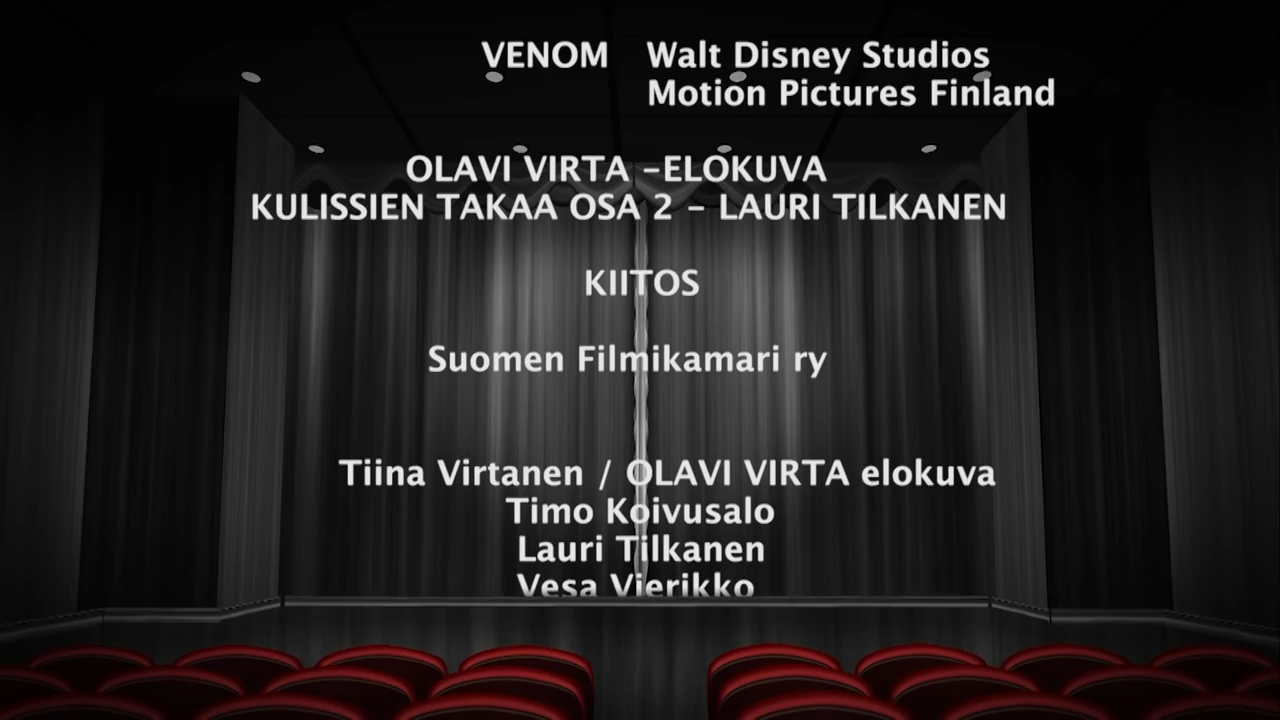 VENOM Walt Disney Studios
Motion Pictures Finland
OLAVI VIRTA -ELOKUVA
KULISSIEN TAKAA OSA 2 - LAURI TILKANEN
KIITOS
Suomen Filmikamari ry
Tiina Virtanen / OLAVI VIRTA elokuva
Timo Koivusalo
Lauri Tilkanen
Vesa Vierikko